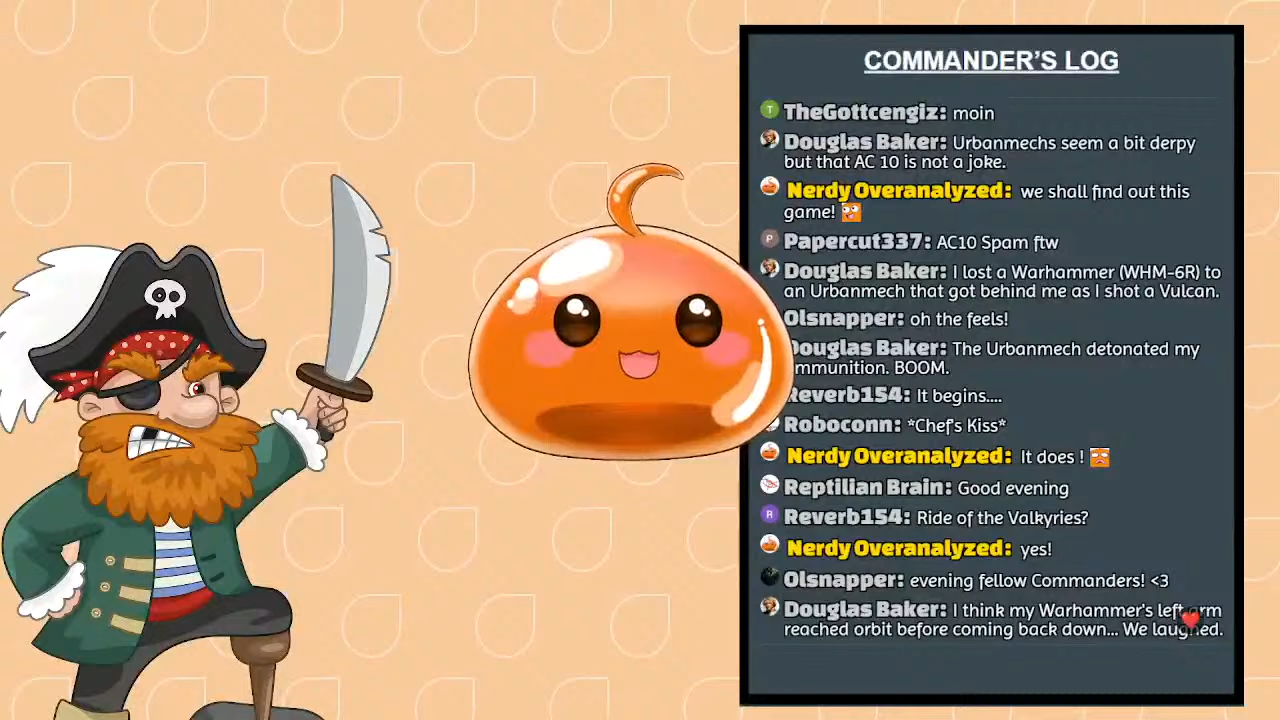 COMMANDER'S LOG
T TheGottcengiz: moin
Douglas Baker: Urbanmechs seem a bit derpy
but that AC 10 is not a joke.
Nerdy Overanalyzed: we shall find out this
game!
P Papercut337: AC10 Spam ftw
Douglas Baker: I lost a Warhammer (WHM-6R) to
an Urbanmech that got behind me as I shot a Vulcan.
Olsnapper: oh the feels!
Douglas Baker: The Urbanmech detonated my
mmunition. BOOM.
Reverb154: It begins....
Roboconn: *Chef's Kiss*
Nerdy Overanalyzed: It does !
Reptilian Brain: Good evening
R Reverb154: Ride of the Valkyries?
Nerdy Overanalyzed: yes!
Olsnapper: evening fellow Commanders! <3
Douglas Baker: I think my Warhammer's left arm
reached orbit before coming back down... We laughed.